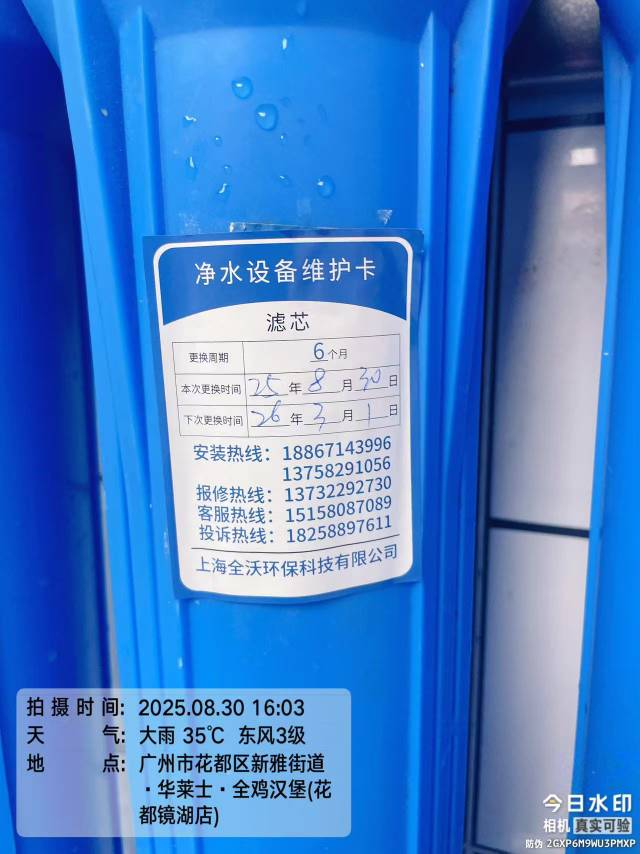 净水设备维护卡
滤芯
更换周期 6个月
本次更换时间 25年8月30日
下次更换时间 26年3月1日
安装热线：18867143996
13758291056
报修热线：13732292730
客服热线：15158087089
投诉热线：18258897611
上海全沃环保科技有限公司
拍摄时间：2025.08.30 16:03
天气：大雨 35℃ 东风3级
地点：广州市花都区新雅街道
·华莱士·全鸡汉堡(花
都镜湖店)
今日水印
相机 真实可验
防伪 2GXP6M9WU3PMXP